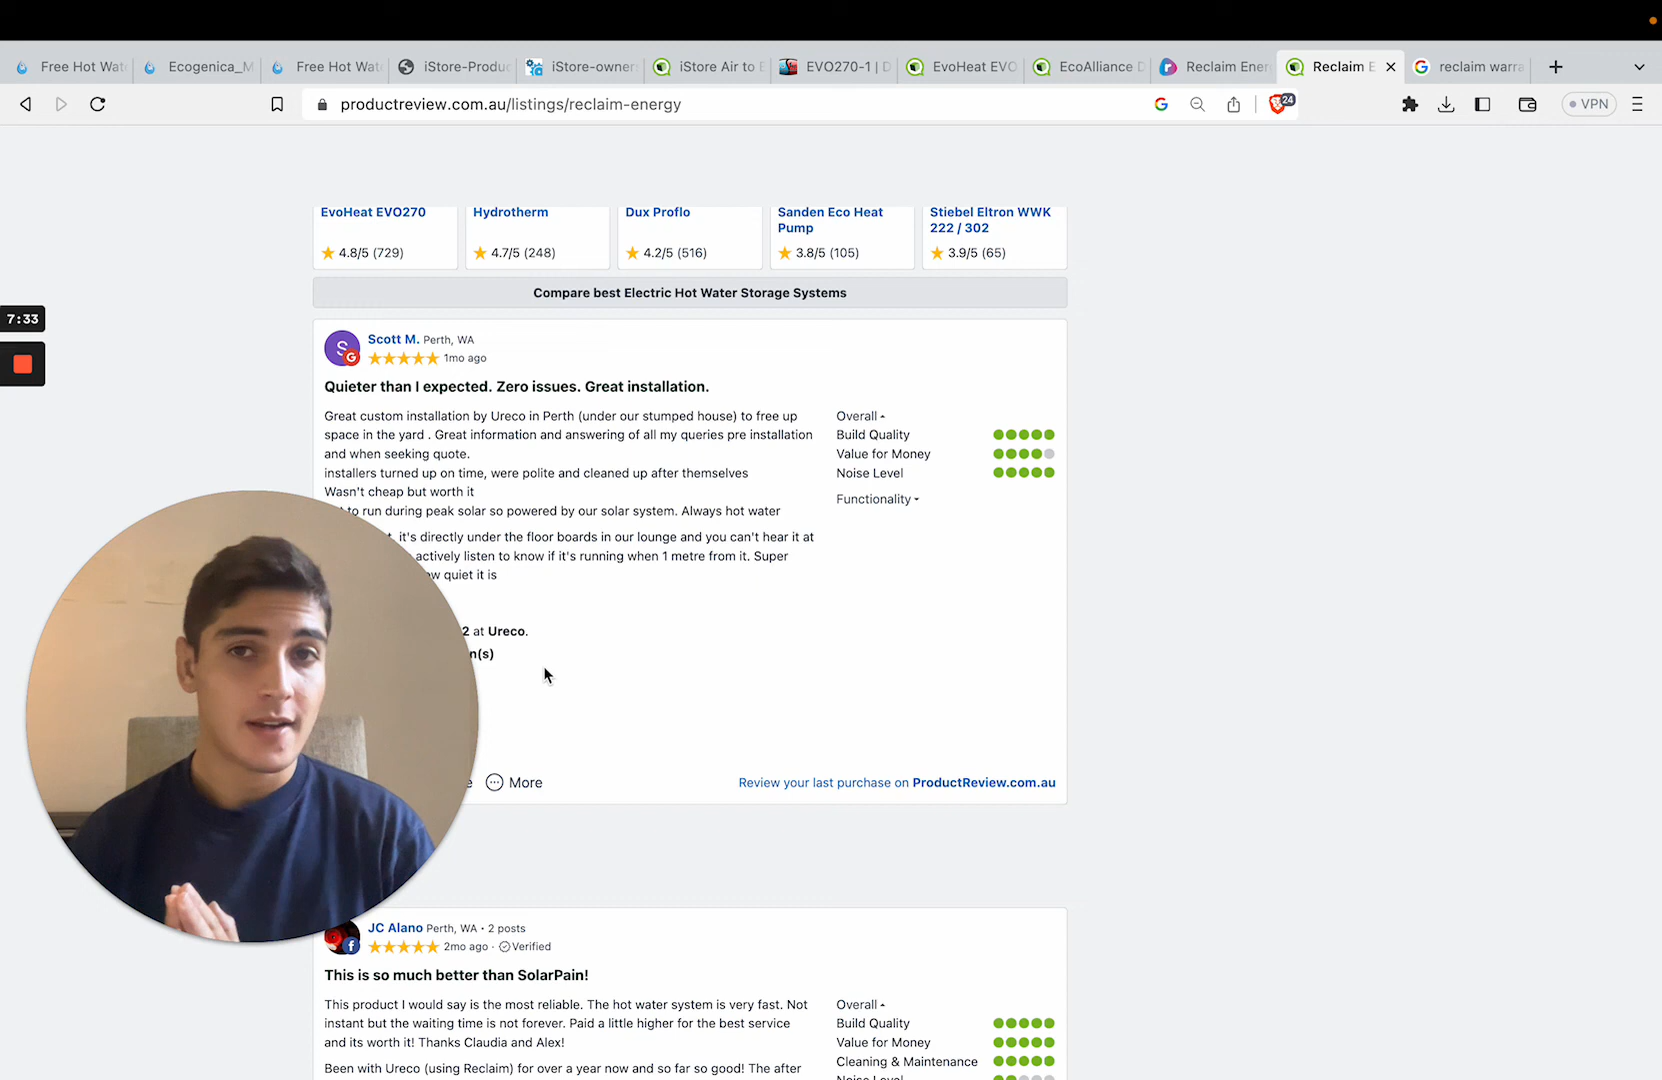 Free Hot Wat
Ecogenica_M
Free Hot Wat
iStore-Produc
iStore-owner
iStore Air to E
EVO270-1 | D
EvoHeat EVO
EcoAlliance D
Reclaim Ener
Reclaim E
reclaim warra
productreview.com.au/listings/reclaim-energy
24
VPN
EvoHeat EVO270
4.8/5 (729)
Hydrotherm
4.7/5 (248)
Dux Proflo
4.2/5 (516)
Sanden Eco Heat
Pump
3.8/5 (105)
Stiebel Eltron WWK
222 / 302
3.9/5 (65)
Compare best Electric Hot Water Storage Systems
7:33
S
G
Scott M. Perth, WA
1mo ago
Quieter than I expected. Zero issues. Great installation.
Great custom installation by Ureco in Perth (under our stumped house) to free up
space in the yard . Great information and answering of all my queries pre installation
and when seeking quote.
installers turned up on time, were polite and cleaned up after themselves
Wasn't cheap but worth it
to run during peak solar so powered by our solar system. Always hot water
it's directly under the floor boards in our lounge and you can't hear it at
actively listen to know if it's running when 1 metre from it. Super
quiet it is
2 at Ureco.
n(s)
Overall
Build Quality
Value for Money
Noise Level
Functionality
More
Review your last purchase on ProductReview.com.au
f
JC Alano Perth, WA • 2 posts
2mo ago · Verified
This is so much better than SolarPain!
This product I would say is the most reliable. The hot water system is very fast. Not
instant but the waiting time is not forever. Paid a little higher for the best service
and its worth it! Thanks Claudia and Alex!
Been with Ureco (using Reclaim) for over a year now and so far so good! The after
Overall
Build Quality
Value for Money
Cleaning & Maintenance
Noise Level